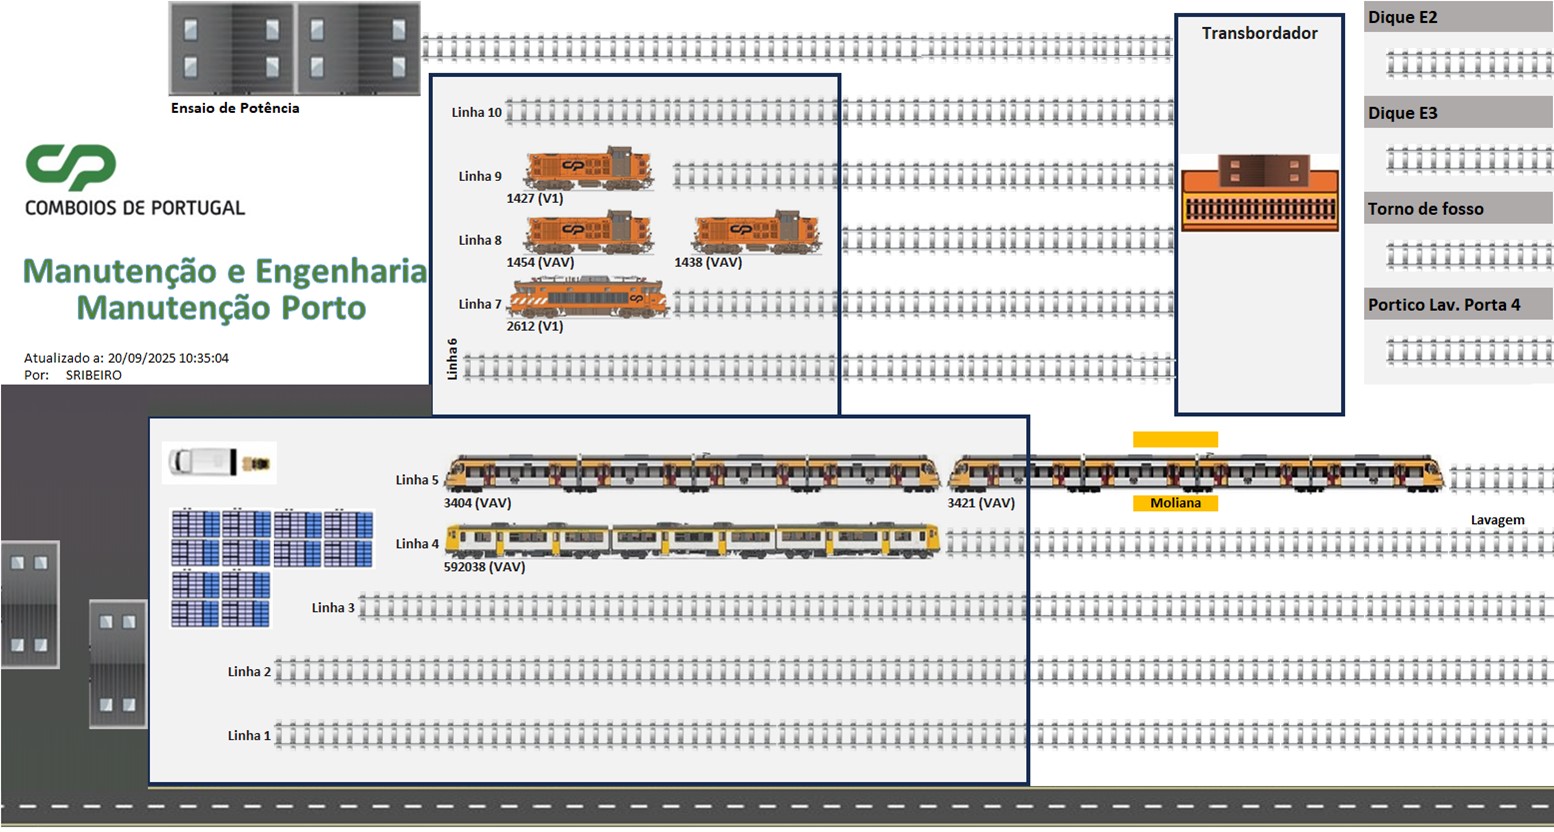 Ensaio de Potência
COMBOIOS DE PORTUGAL
Manutenção e Engenharia
Manutenção Porto
Atualizado a: 20/09/2025 10:35:04
Por: SRIBEIRO
Linha 10
Linha 9
1427 (V1)
Linha 8
1454 (VAV)
1438 (VAV)
Linha 7
2612 (V1)
Linha 6
Transbordador
Dique E2
Dique E3
Torno de fosso
Portico Lav. Porta 4
Linha 5
3404 (VAV)
3421 (VAV)
Moliana
Lavagem
Linha 4
592038 (VAV)
Linha 3
Linha 2
Linha 1